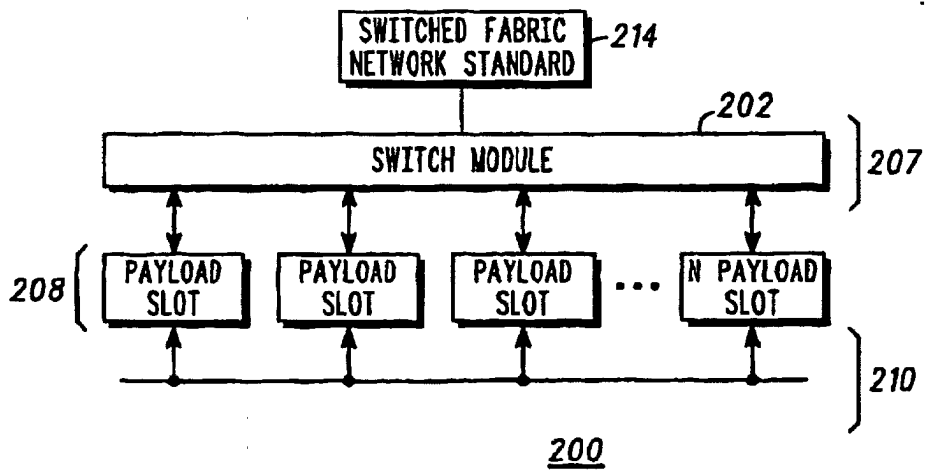 SWITCHED FABRIC
NETWORK STANDARD
214
202
SWITCH MODULE
207
208
PAYLOAD
SLOT
PAYLOAD
SLOT
PAYLOAD
SLOT
...
N PAYLOAD
SLOT
210
200